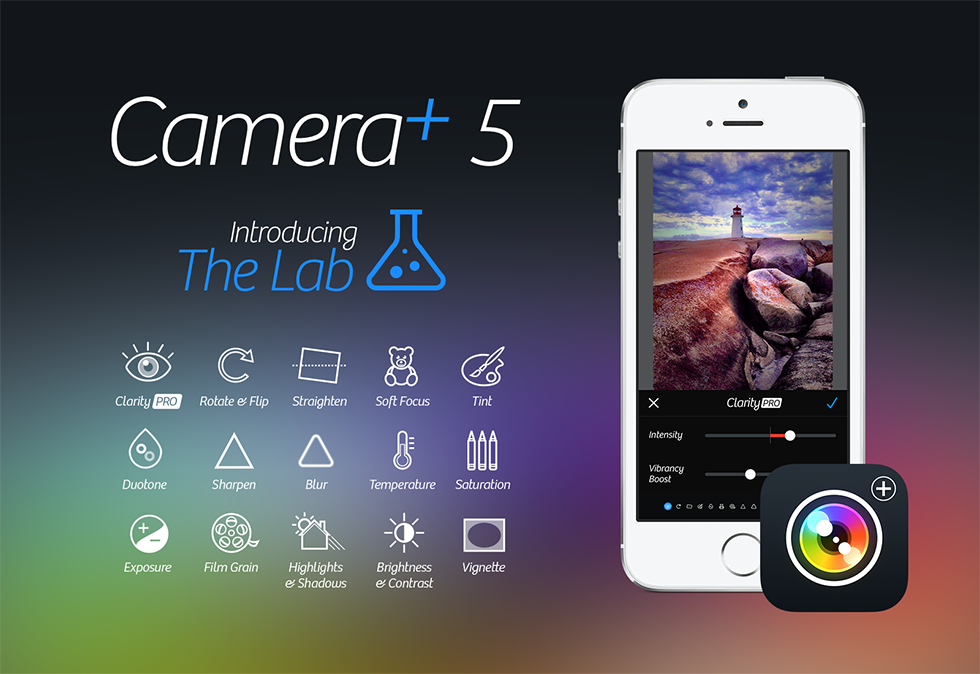 Camera+ 5
Introducing
The Lab
Clarity PRO
Rotate & Flip
Straighten
Soft Focus
Tint
Duotone
Sharpen
Blur
Temperature
Saturation
Exposure
Film Grain
Highlights
& Shadows
Brightness
& Contrast
Vignette
Clarity PRO
Intensity
Vibrancy
Boost